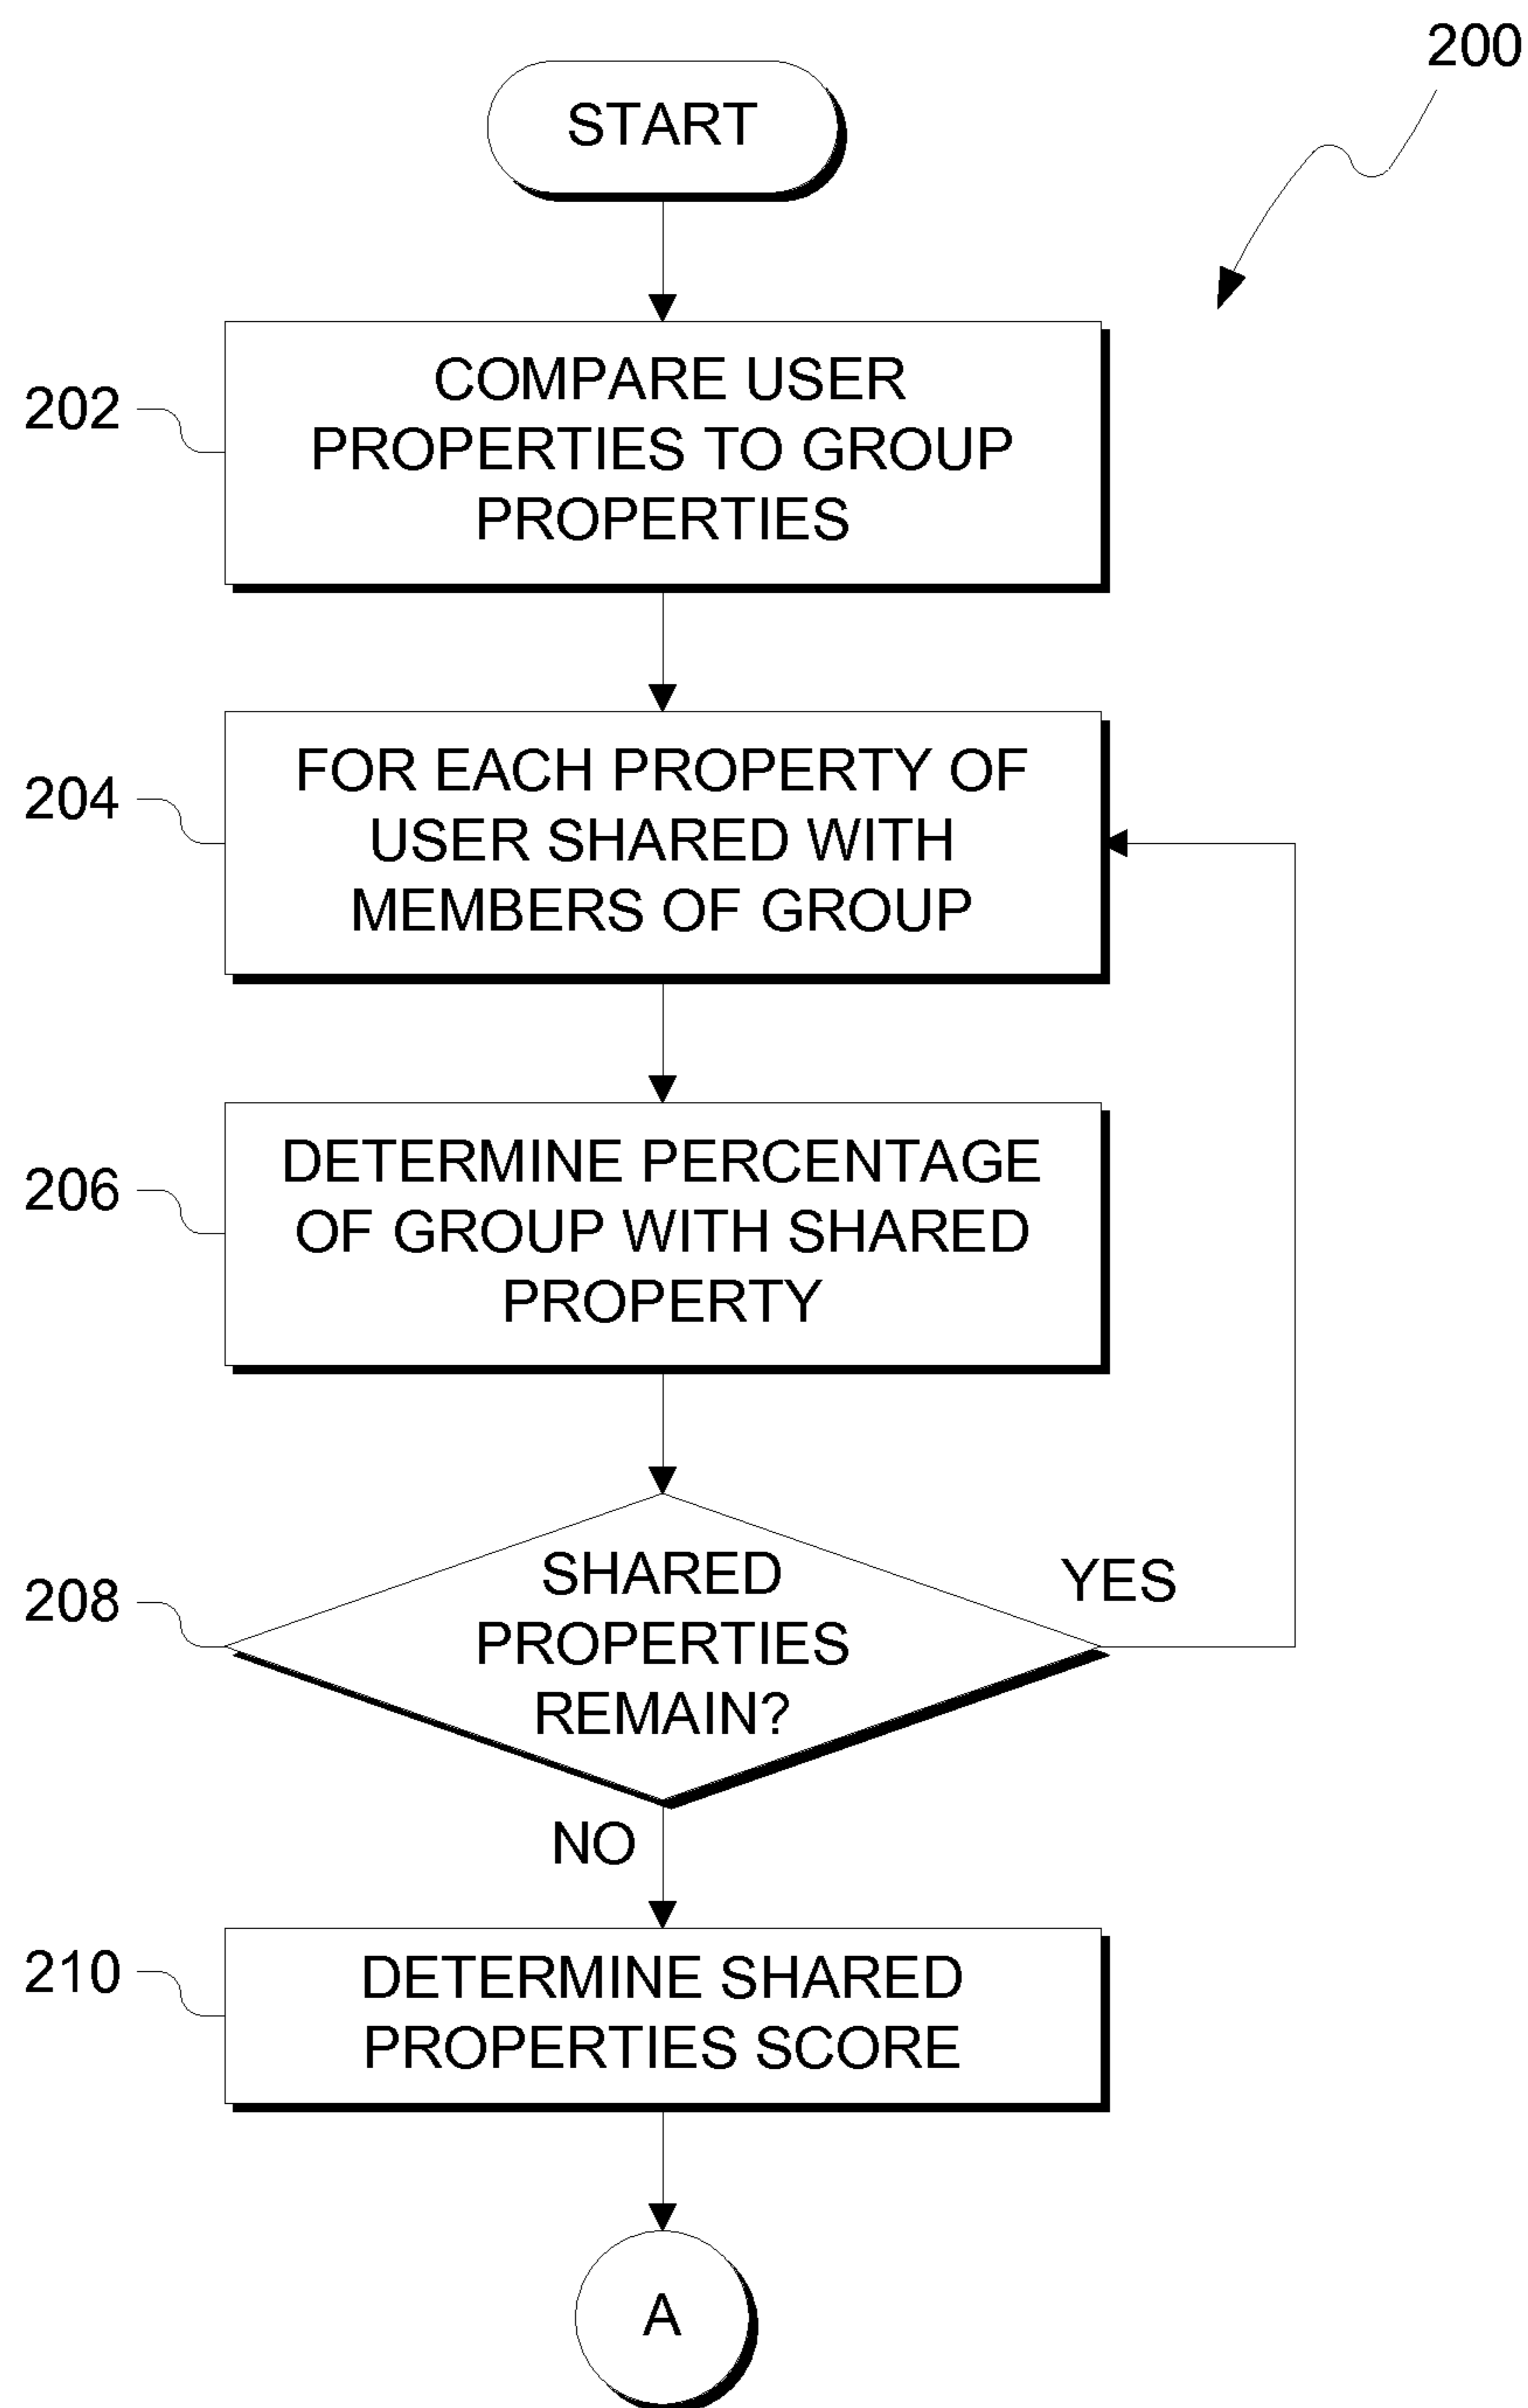 200
START
202
COMPARE USER
PROPERTIES TO GROUP
PROPERTIES
204
FOR EACH PROPERTY OF
USER SHARED WITH
MEMBERS OF GROUP
206
DETERMINE PERCENTAGE
OF GROUP WITH SHARED
PROPERTY
208
SHARED
PROPERTIES
REMAIN?
YES
NO
210
DETERMINE SHARED
PROPERTIES SCORE
A